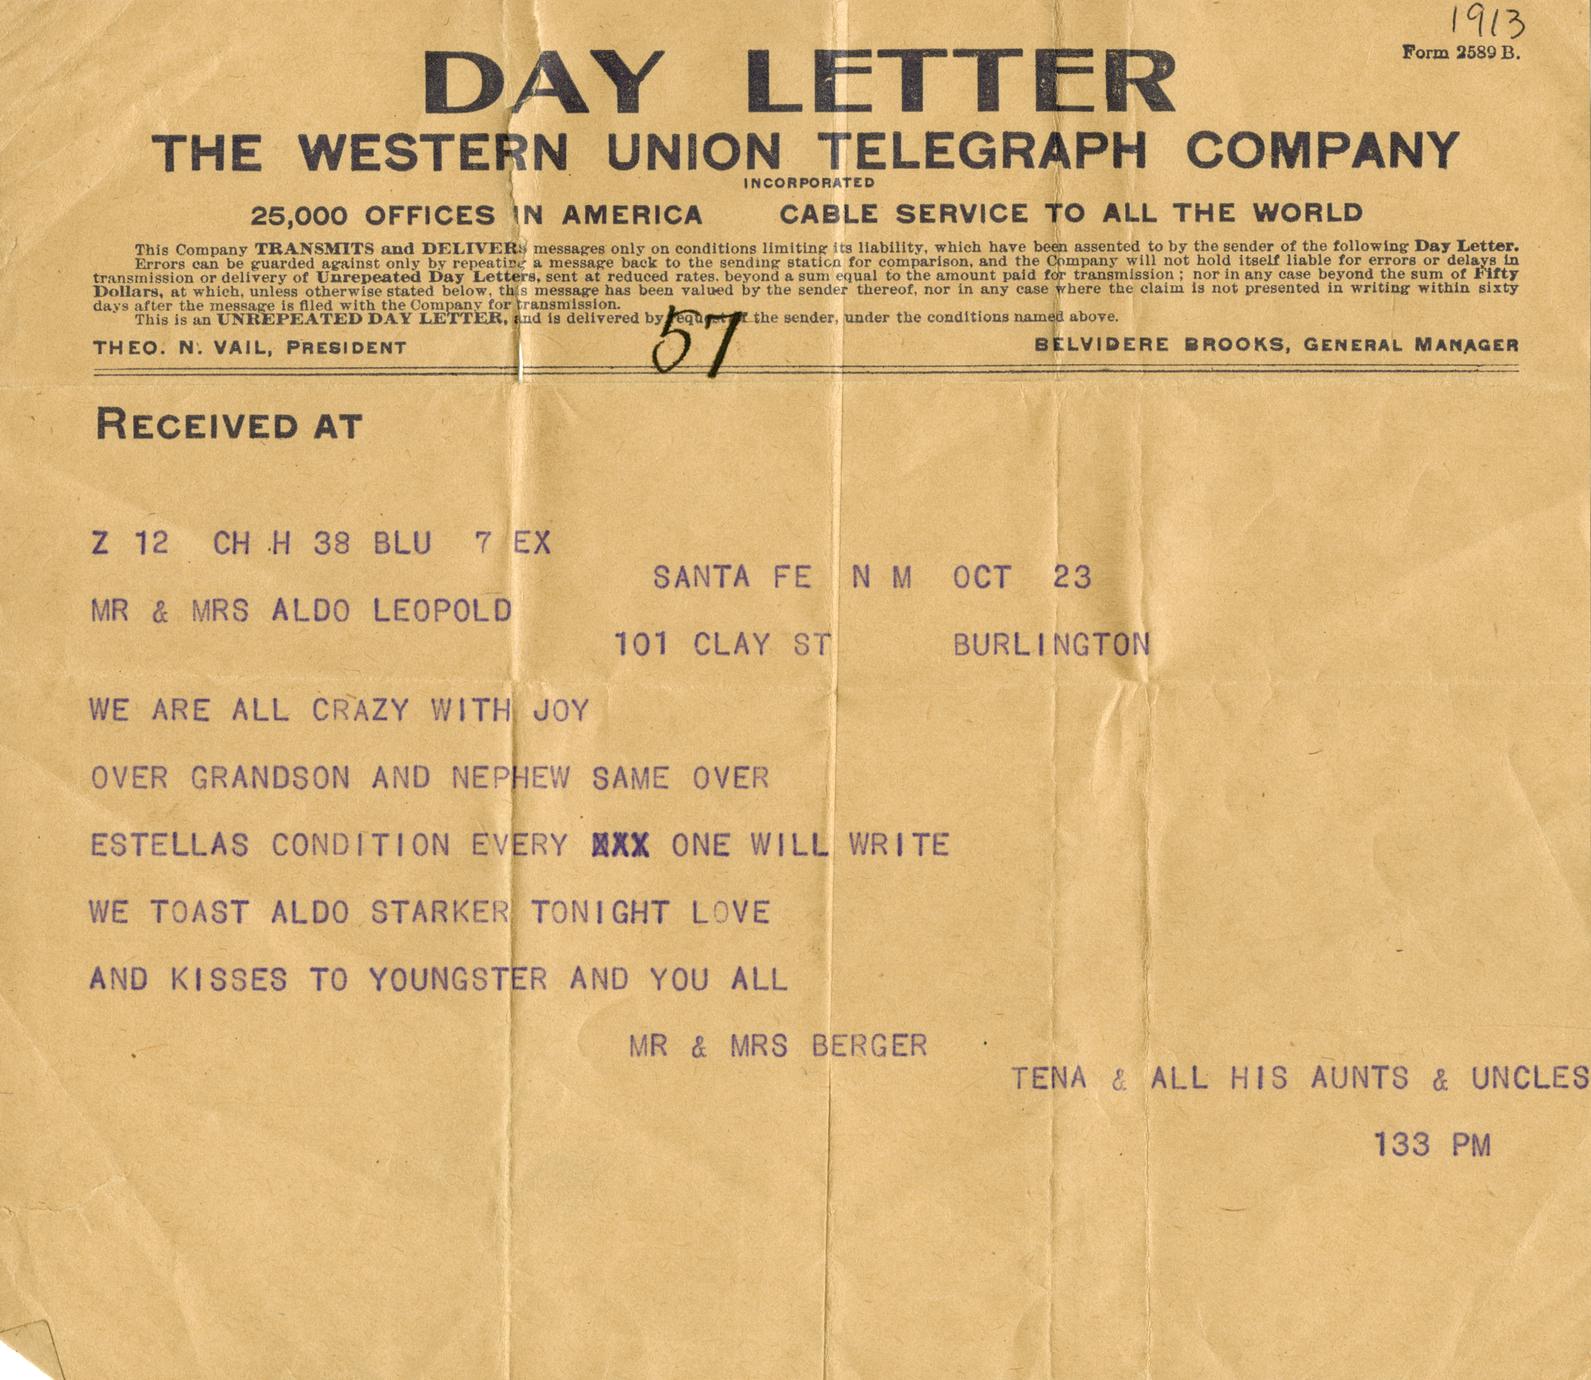 1913
Form 2589 B.
DAY LETTER
THE WESTERN UNION TELEGRAPH COMPANY
INCORPORATED
25,000 OFFICES IN AMERICA CABLE SERVICE TO ALL THE WORLD
This Company TRANSMITS and DELIVERS messages only on conditions limiting its liability, which have been assented to by the sender of the following Day Letter.
Errors can be guarded against only by repeating a message back to the sending station for comparison, and the Company will not hold itself liable for errors or delays in
transmission or delivery of Unrepeated Day Letters, sent at reduced rates, beyond a sum equal to the amount paid for transmission; nor in any case beyond the sum of Fifty
Dollars, at which, unless otherwise stated below, this message has been valued by the sender thereof, nor in any case where the claim is not presented in writing within sixty
days after the message is filed with the Company for transmission.
This is an UNREPEATED DAY LETTER, and is delivered by request of the sender, under the conditions named above.
57
THEO. N. VAIL, PRESIDENT BELVIDERE BROOKS, GENERAL MANAGER
RECEIVED AT
Z 12 CH H 38 BLU 7 EX
SANTA FE N M OCT 23
MR & MRS ALDO LEOPOLD
101 CLAY ST BURLINGTON
WE ARE ALL CRAZY WITH JOY
OVER GRANDSON AND NEPHEW SAME OVER
ESTELLAS CONDITION EVERY XXX ONE WILL WRITE
WE TOAST ALDO STARKER TONIGHT LOVE
AND KISSES TO YOUNGSTER AND YOU ALL
MR & MRS BERGER
TENA & ALL HIS AUNTS & UNCLES
133 PM